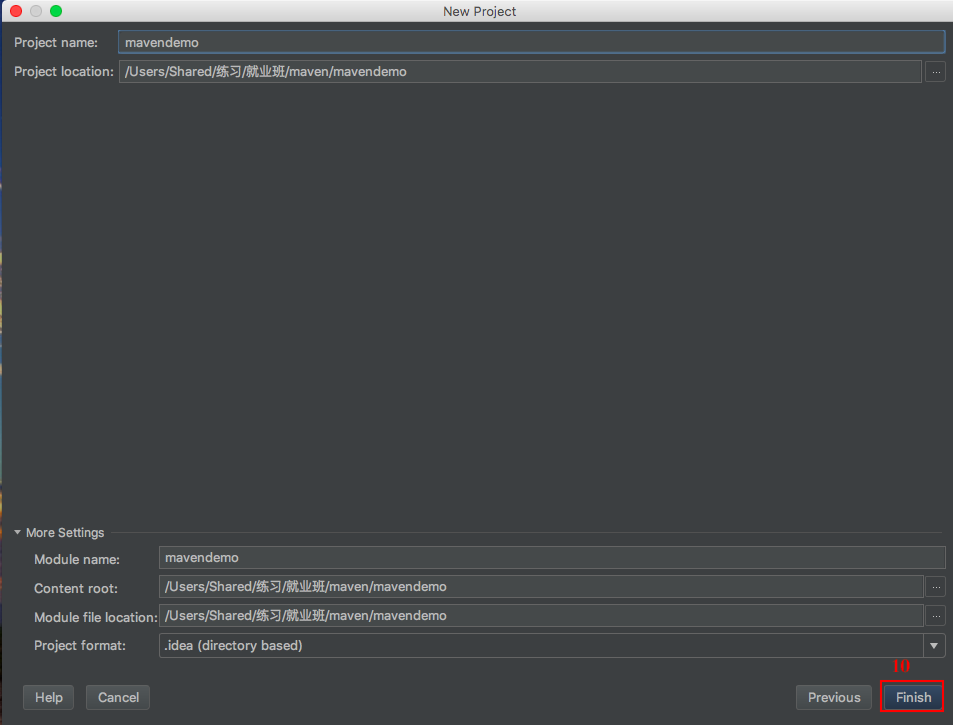 New Project
Project name: mavendemo
Project location: /Users/Shared/练习/就业班/maven/mavendemo ...
More Settings
Module name: mavendemo
Content root: /Users/Shared/练习/就业班/maven/mavendemo ...
Module file location: /Users/Shared/练习/就业班/maven/mavendemo ...
Project format: .idea (directory based)
10
Help Cancel Previous Finish